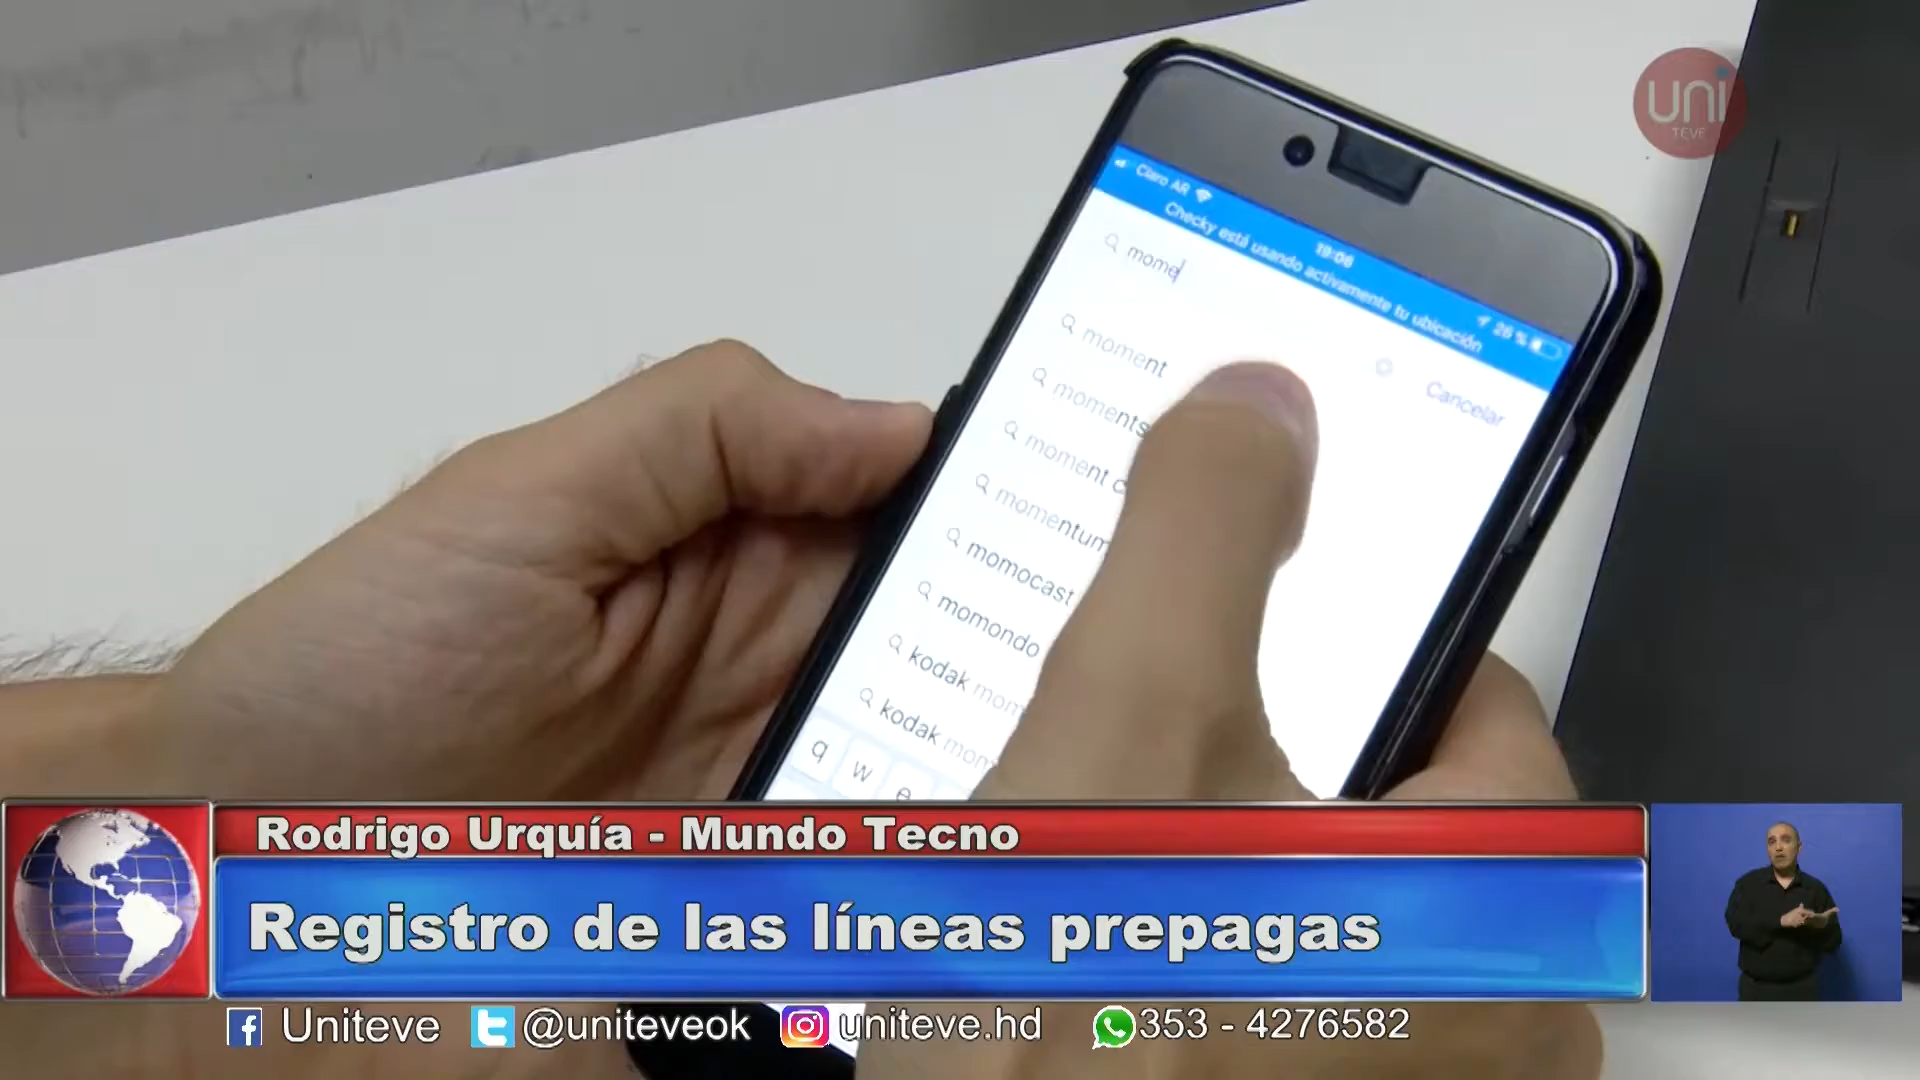 uni
TEVE
Claro AR
19:06
26 %
Checky está usando activamente tu ubicación
mome
Cancelar
moment
moments
moment c
momentum
momocast
momondo
kodak mom
kodak mom
q w e
Rodrigo Urquía - Mundo Tecno
Registro de las líneas prepagas
Uniteve @uniteveok uniteve.hd 353 - 4276582